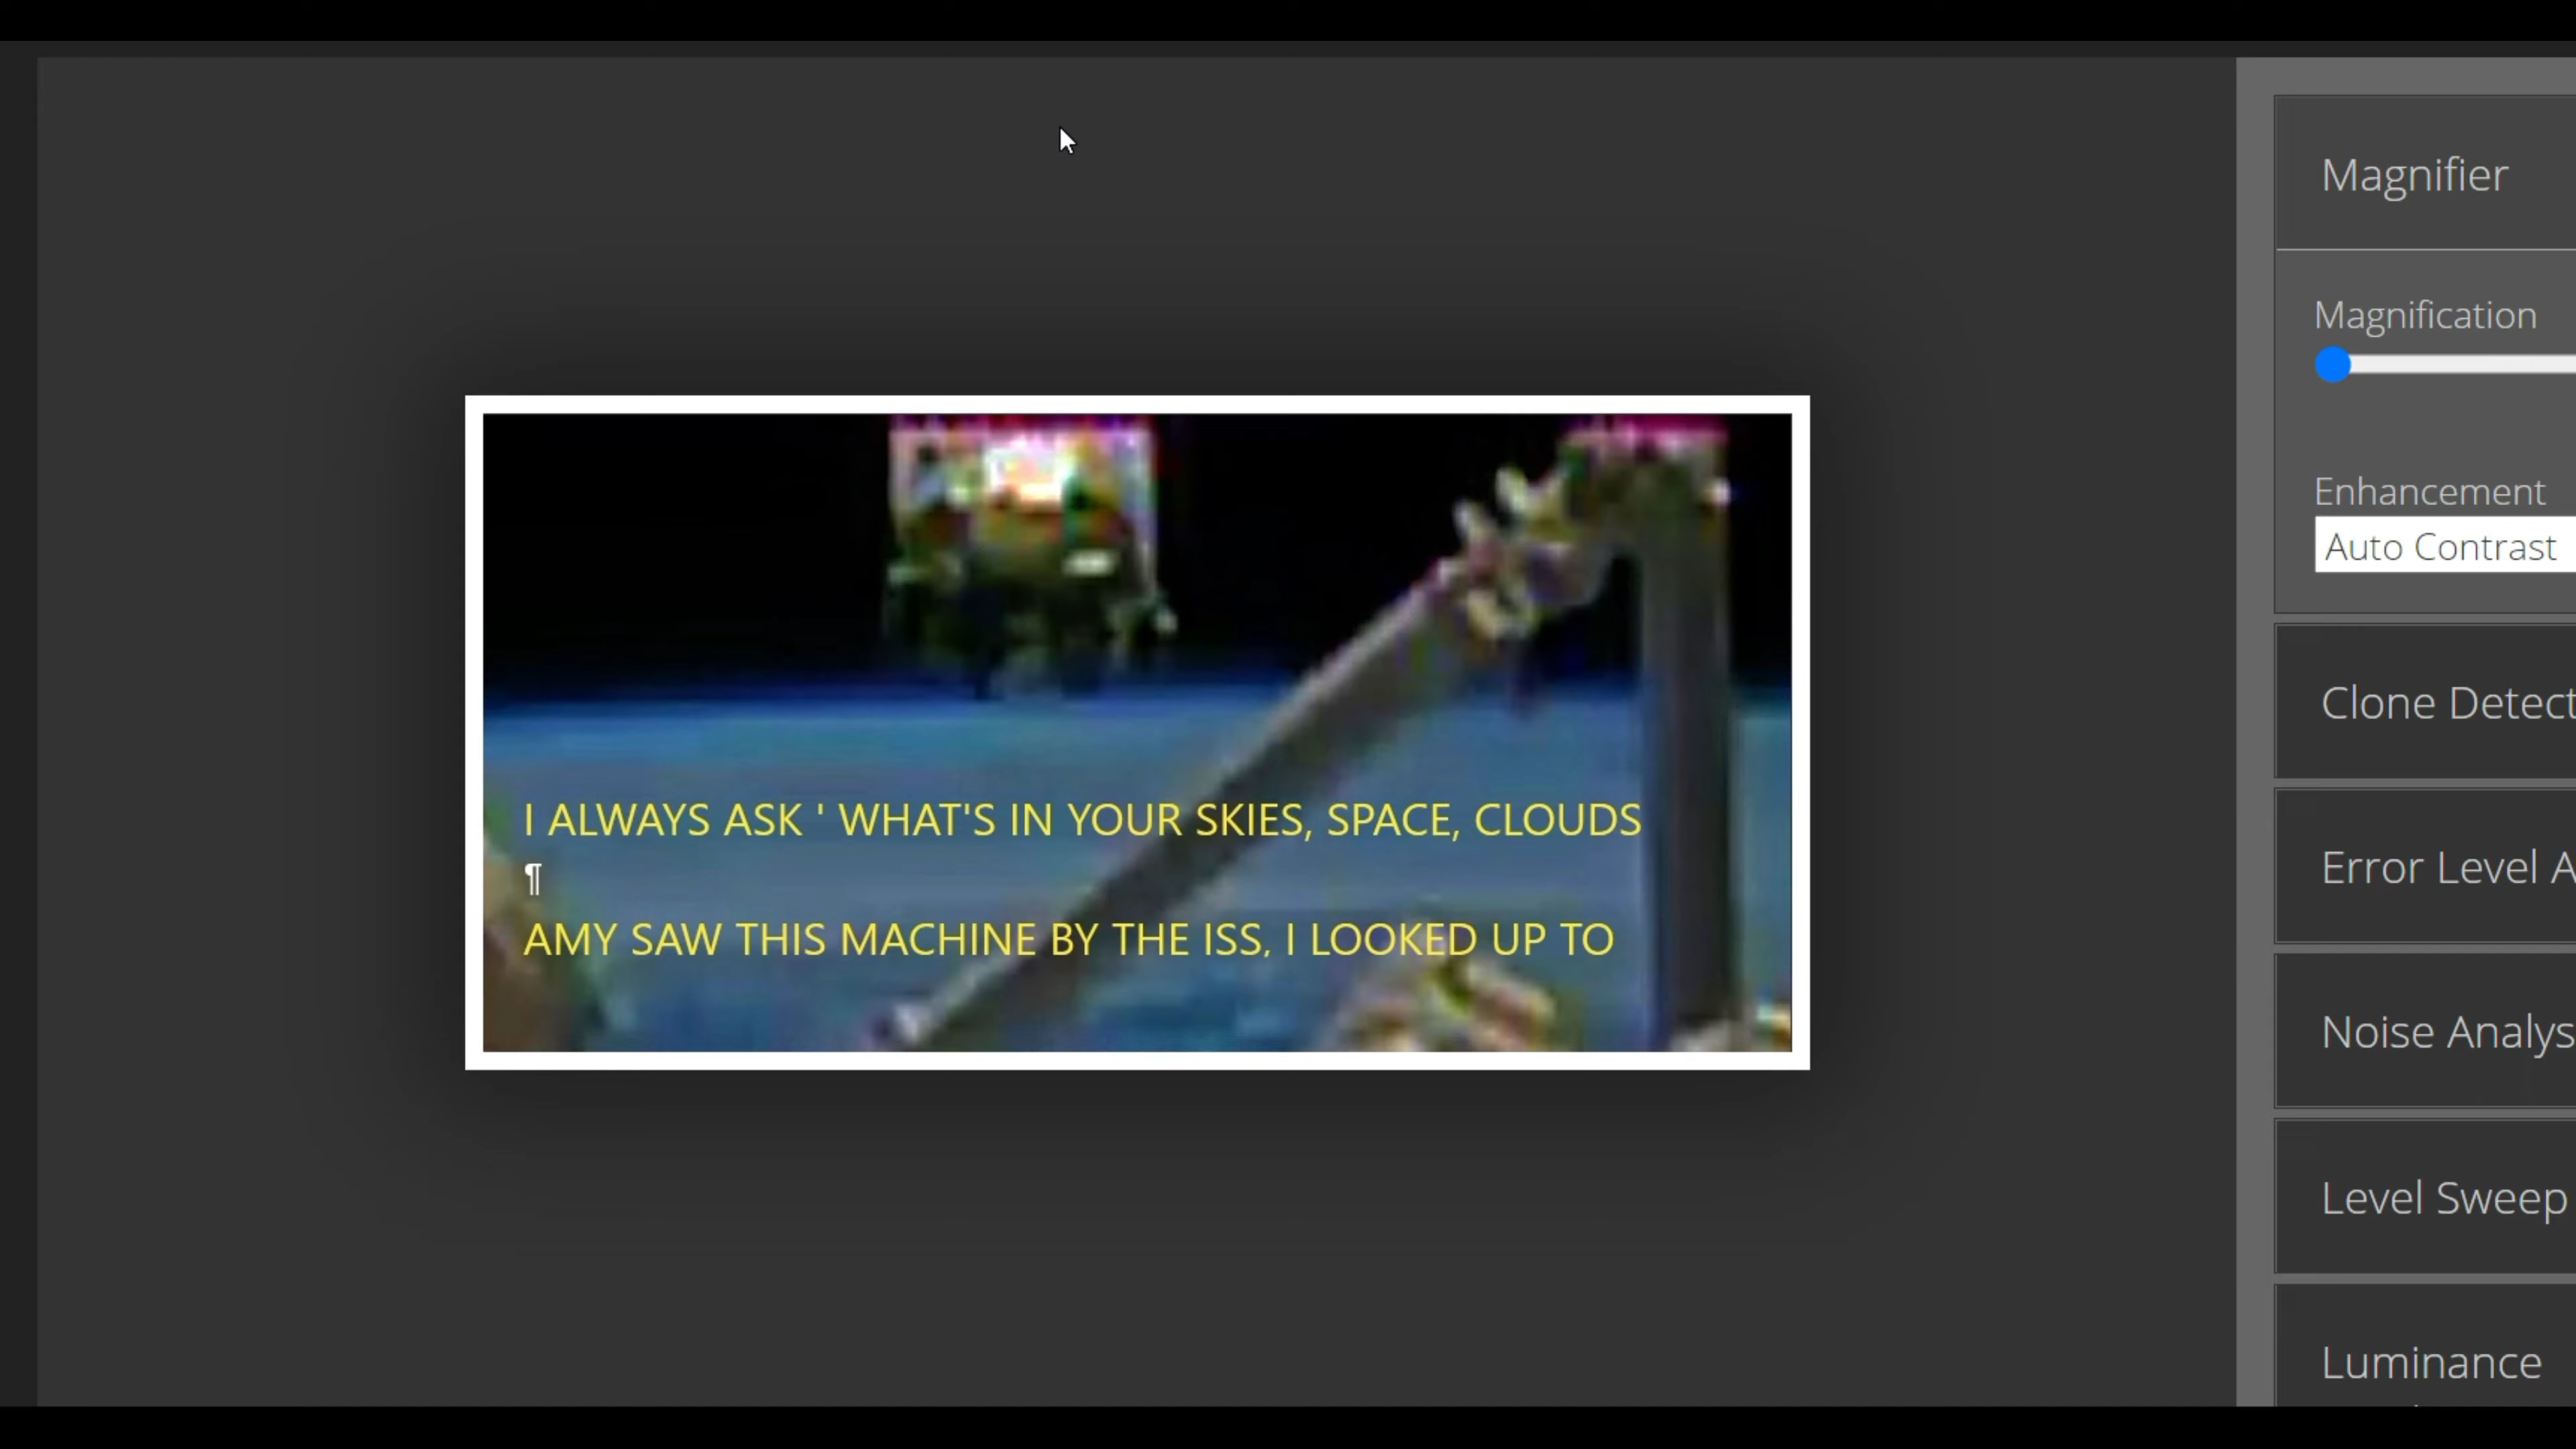 Magnifier
Magnification
Enhancement
Auto Contrast
Clone Detect
Error Level A
Noise Analys
Level Sweep
Luminance
I ALWAYS ASK ' WHAT'S IN YOUR SKIES, SPACE, CLOUDS
¶
AMY SAW THIS MACHINE BY THE ISS, I LOOKED UP TO